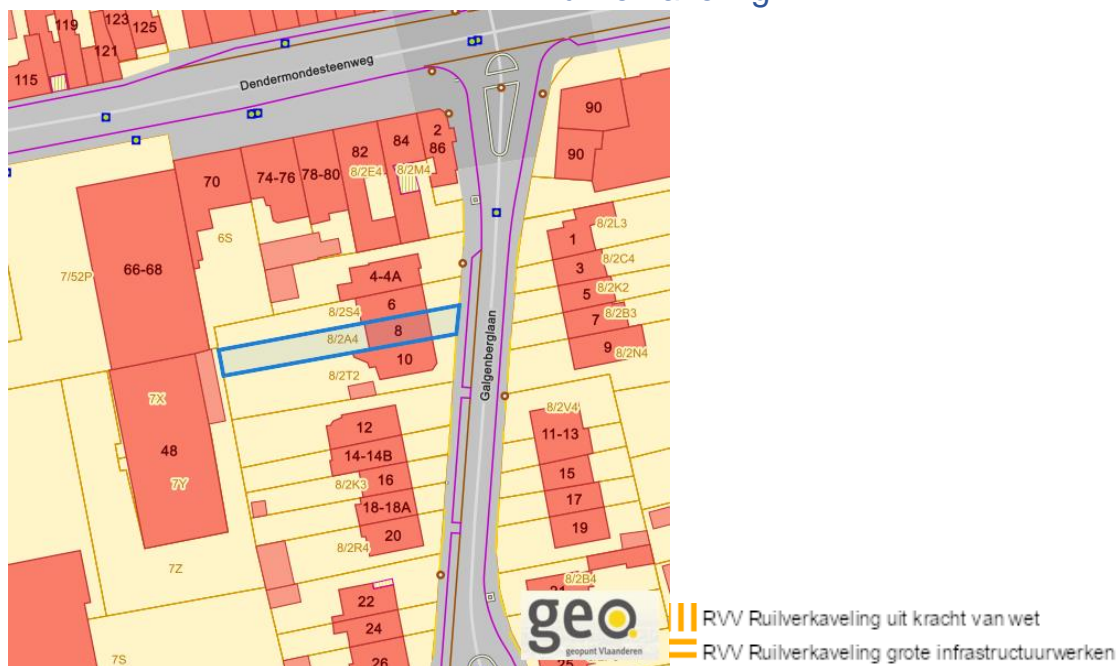 119
123
125
121
115
Dendermondesteenweg
90
90
2
86
84
82
8/2E4
8/2M4
78-80
74-76
70
6S
66-68
7/52P
8/2L3
1
8/2C4
3
5
8/2K2
7
8/2B3
9
8/2N4
4-4A
6
8/2S4
8
8/2A4
10
8/2T2
Galgenberglaan
7X
48
7Y
8/2V4
12
11-13
14-14B
15
8/2K3
16
17
18-18A
20
19
8/2R4
7Z
8/2B4
21
22
24
26
25
7S
geo
geopunt Vlaanderen
RVV Ruilverkaveling uit kracht van wet
RVV Ruilverkaveling grote infrastructuurwerken